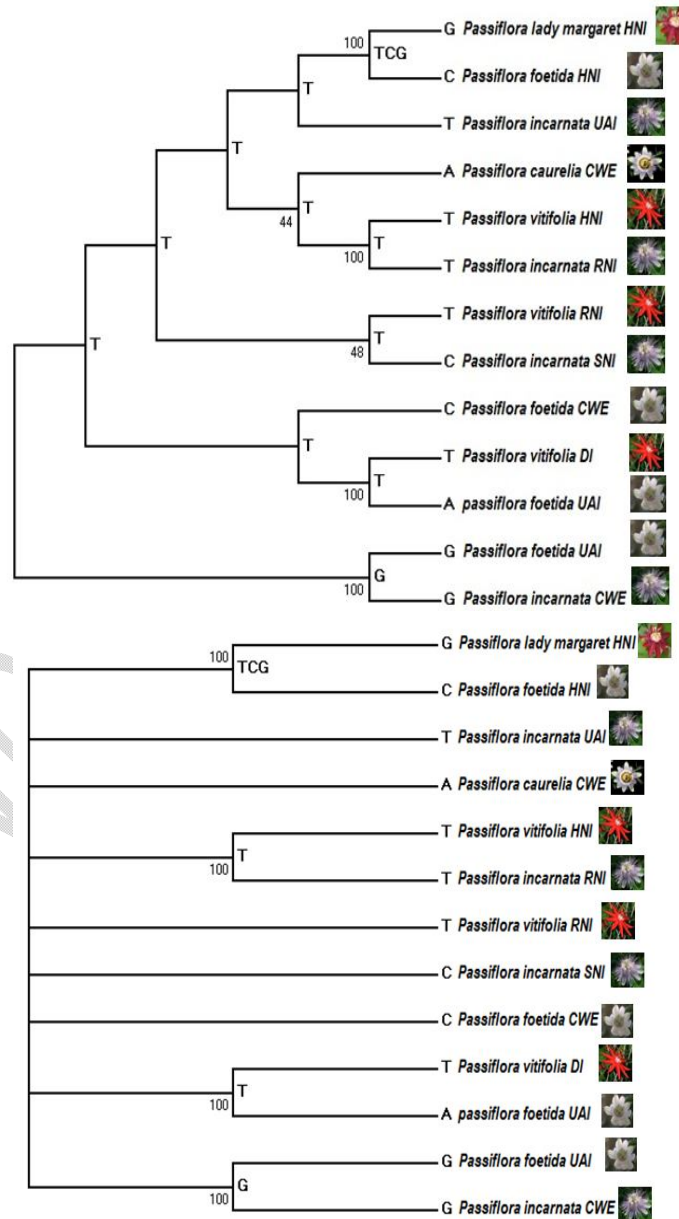 G Passiflora lady margaret HNI
100
TCG
C Passiflora foetida HNI
T
T Passiflora incarnata UAI
T
A Passiflora caurelia CWE
T
44
T Passiflora vitifolia HNI
T
100
T Passiflora incarnata RNI
T
T Passiflora vitifolia RNI
T
48
C Passiflora incarnata SNI
T
C Passiflora foetida CWE
T
T Passiflora vitifolia DI
T
100
A passiflora foetida UAI
G Passiflora foetida UAI
G
100
G Passiflora incarnata CWE
G Passiflora lady margaret HNI
100
TCG
C Passiflora foetida HNI
T Passiflora incarnata UAI
A Passiflora caurelia CWE
T Passiflora vitifolia HNI
T
100
T Passiflora incarnata RNI
T Passiflora vitifolia RNI
C Passiflora incarnata SNI
C Passiflora foetida CWE
T Passiflora vitifolia DI
T
100
A passiflora foetida UAI
G Passiflora foetida UAI
G
100
G Passiflora incarnata CWE